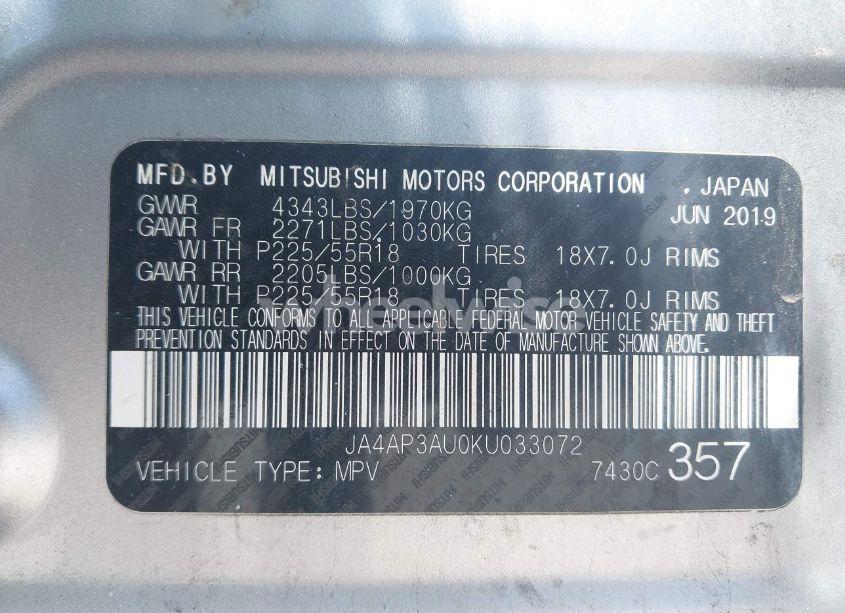 MFD.BY MITSUBISHI MOTORS CORPORATION .JAPAN
GVWR 4343LBS/1970KG JUN 2019
GAWR FR 2271LBS/1030KG
WITH P225/55R18 TIRES 18X7.0J RIMS
GAWR RR 2205LBS/1000KG
WITH P225/55R18 TIRES 18X7.0J RIMS
THIS VEHICLE CONFORMS TO ALL APPLICABLE FEDERAL MOTOR VEHICLE SAFETY AND THEFT
PREVENTION STANDARDS IN EFFECT ON THE DATE OF MANUFACTURE SHOWN ABOVE.
JA4AP3AU0KU033072
VEHICLE TYPE: MPV 7430C 357
wheelwise